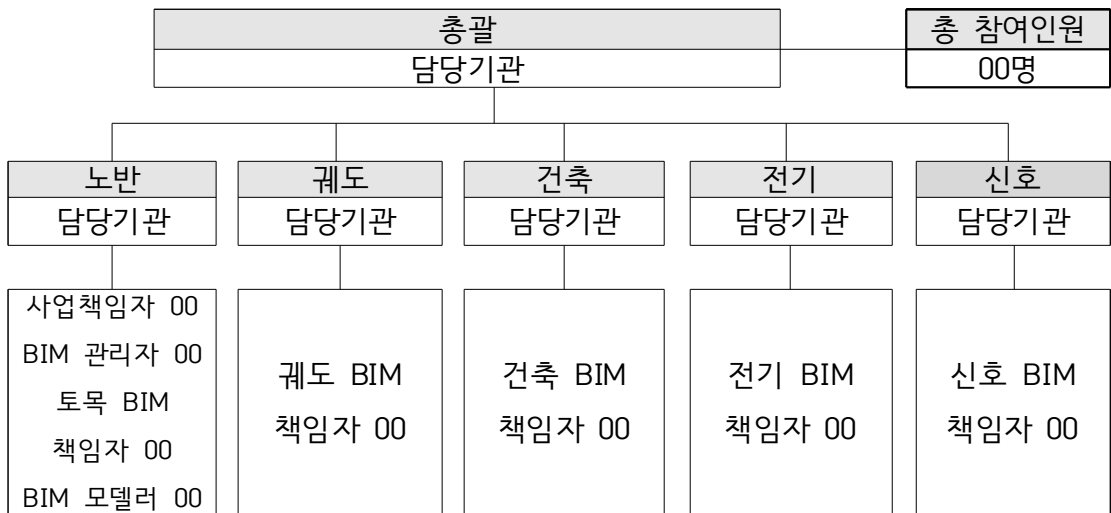 총괄
담당기관
총 참여인원
00명
노반
담당기관
궤도
담당기관
건축
담당기관
전기
담당기관
신호
담당기관
사업책임자 00
BIM 관리자 00
토목 BIM
책임자 00
BIM 모델러 00
궤도 BIM
책임자 00
건축 BIM
책임자 00
전기 BIM
책임자 00
신호 BIM
책임자 00